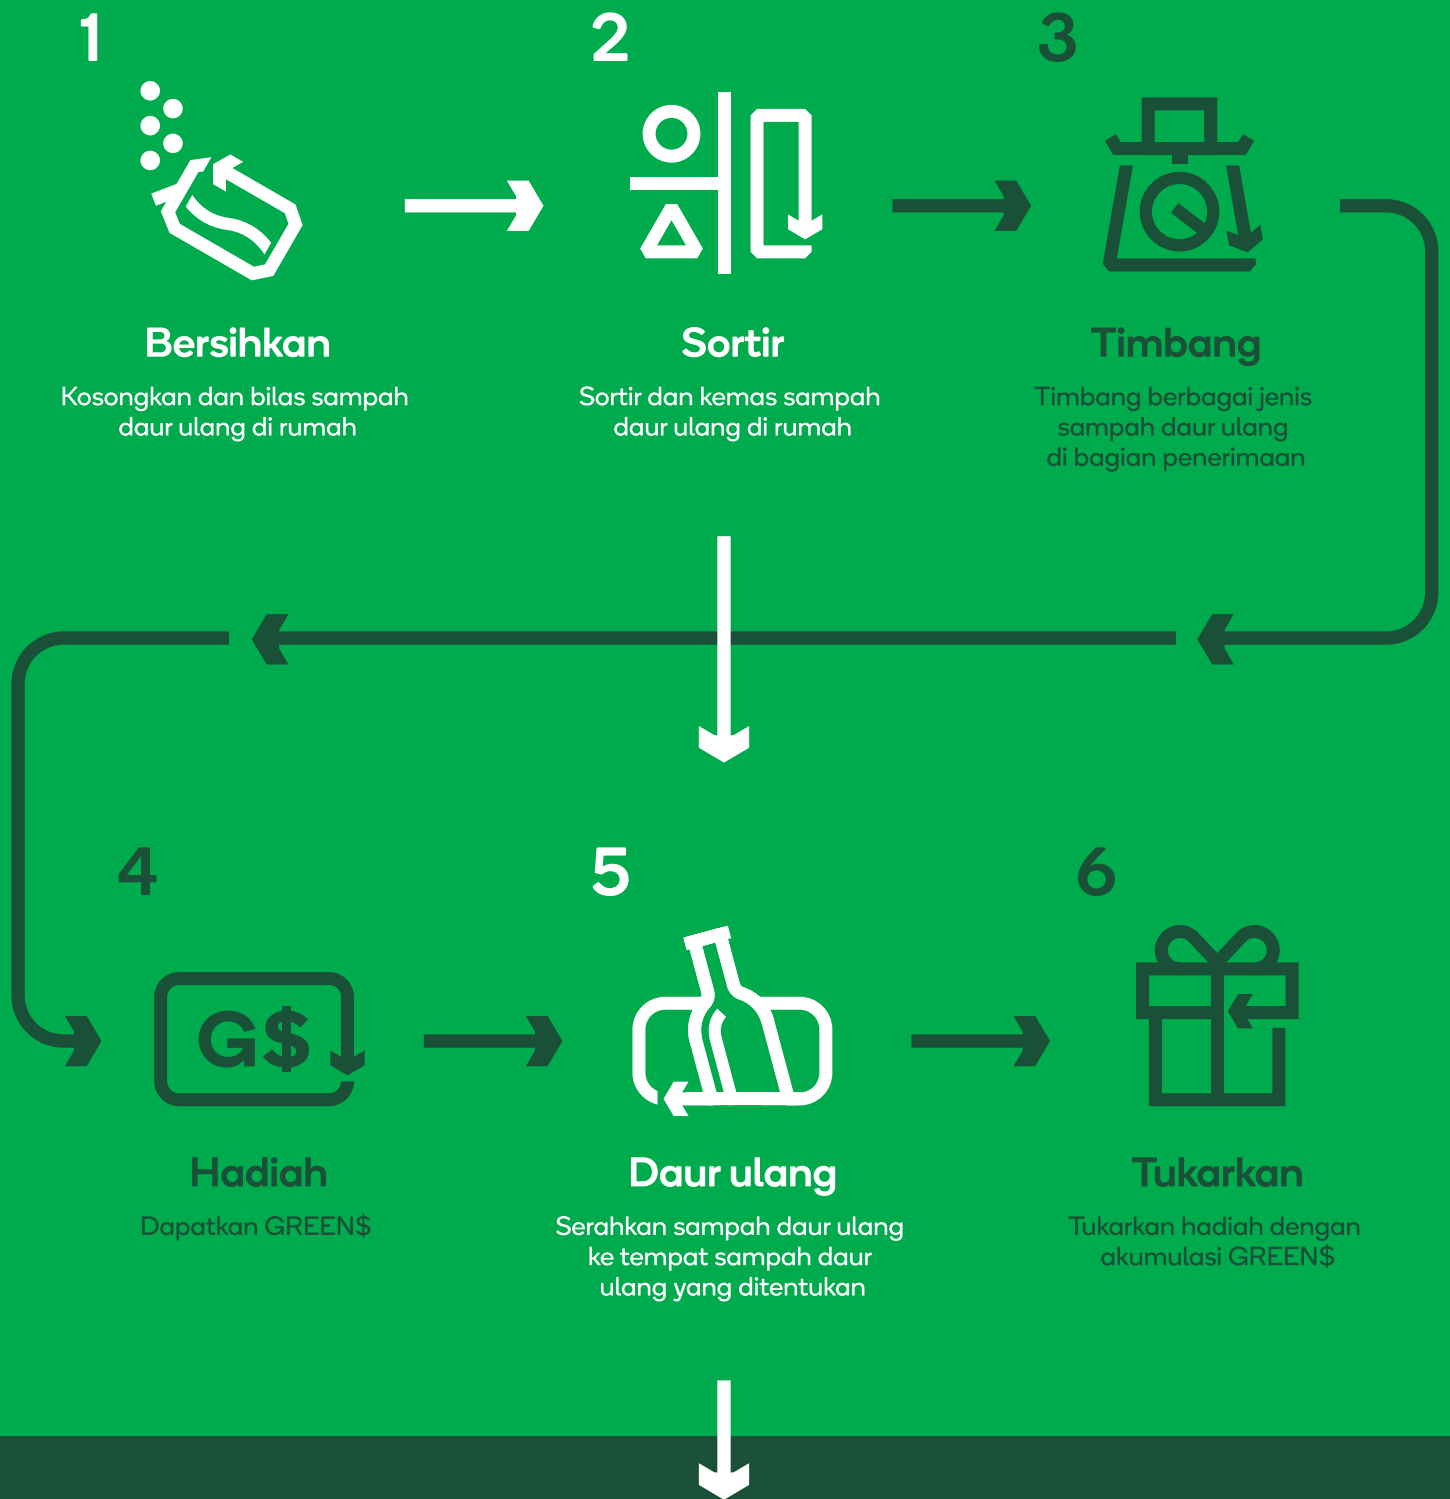 1
Bersihkan
Kosongkan dan bilas sampah
daur ulang di rumah
2
Sortir
Sortir dan kemas sampah
daur ulang di rumah
3
Timbang
Timbang berbagai jenis
sampah daur ulang
di bagian penerimaan
4
G$
Hadiah
Dapatkan GREEN$
5
Daur ulang
Serahkan sampah daur ulang
ke tempat sampah daur
ulang yang ditentukan
6
Tukarkan
Tukarkan hadiah dengan
akumulasi GREEN$